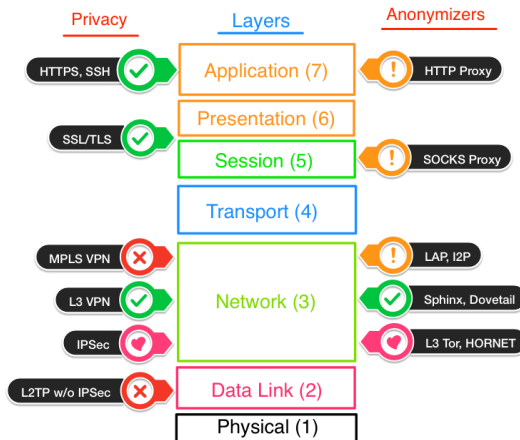 Privacy
Layers
Anonymizers
HTTPS, SSH
Application (7)
HTTP Proxy
Presentation (6)
SSL/TLS
Session (5)
SOCKS Proxy
Transport (4)
MPLS VPN
LAP, I2P
L3 VPN
Network (3)
Sphinx, Dovetail
IPSec
L3 Tor, HORNET
L2TP w/o IPSec
Data Link (2)
Physical (1)